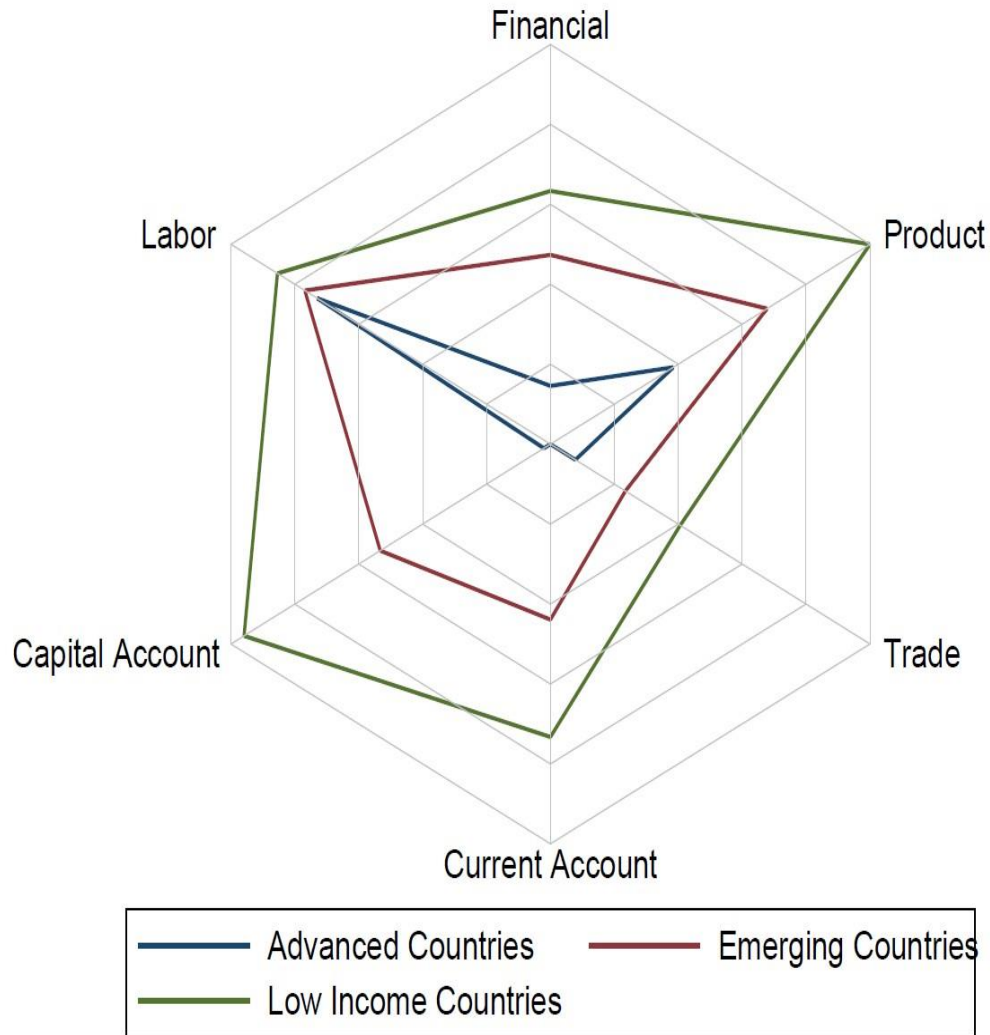 Financial
Labor
Product
Capital Account
Trade
Current Account
Advanced Countries
Emerging Countries
Low Income Countries